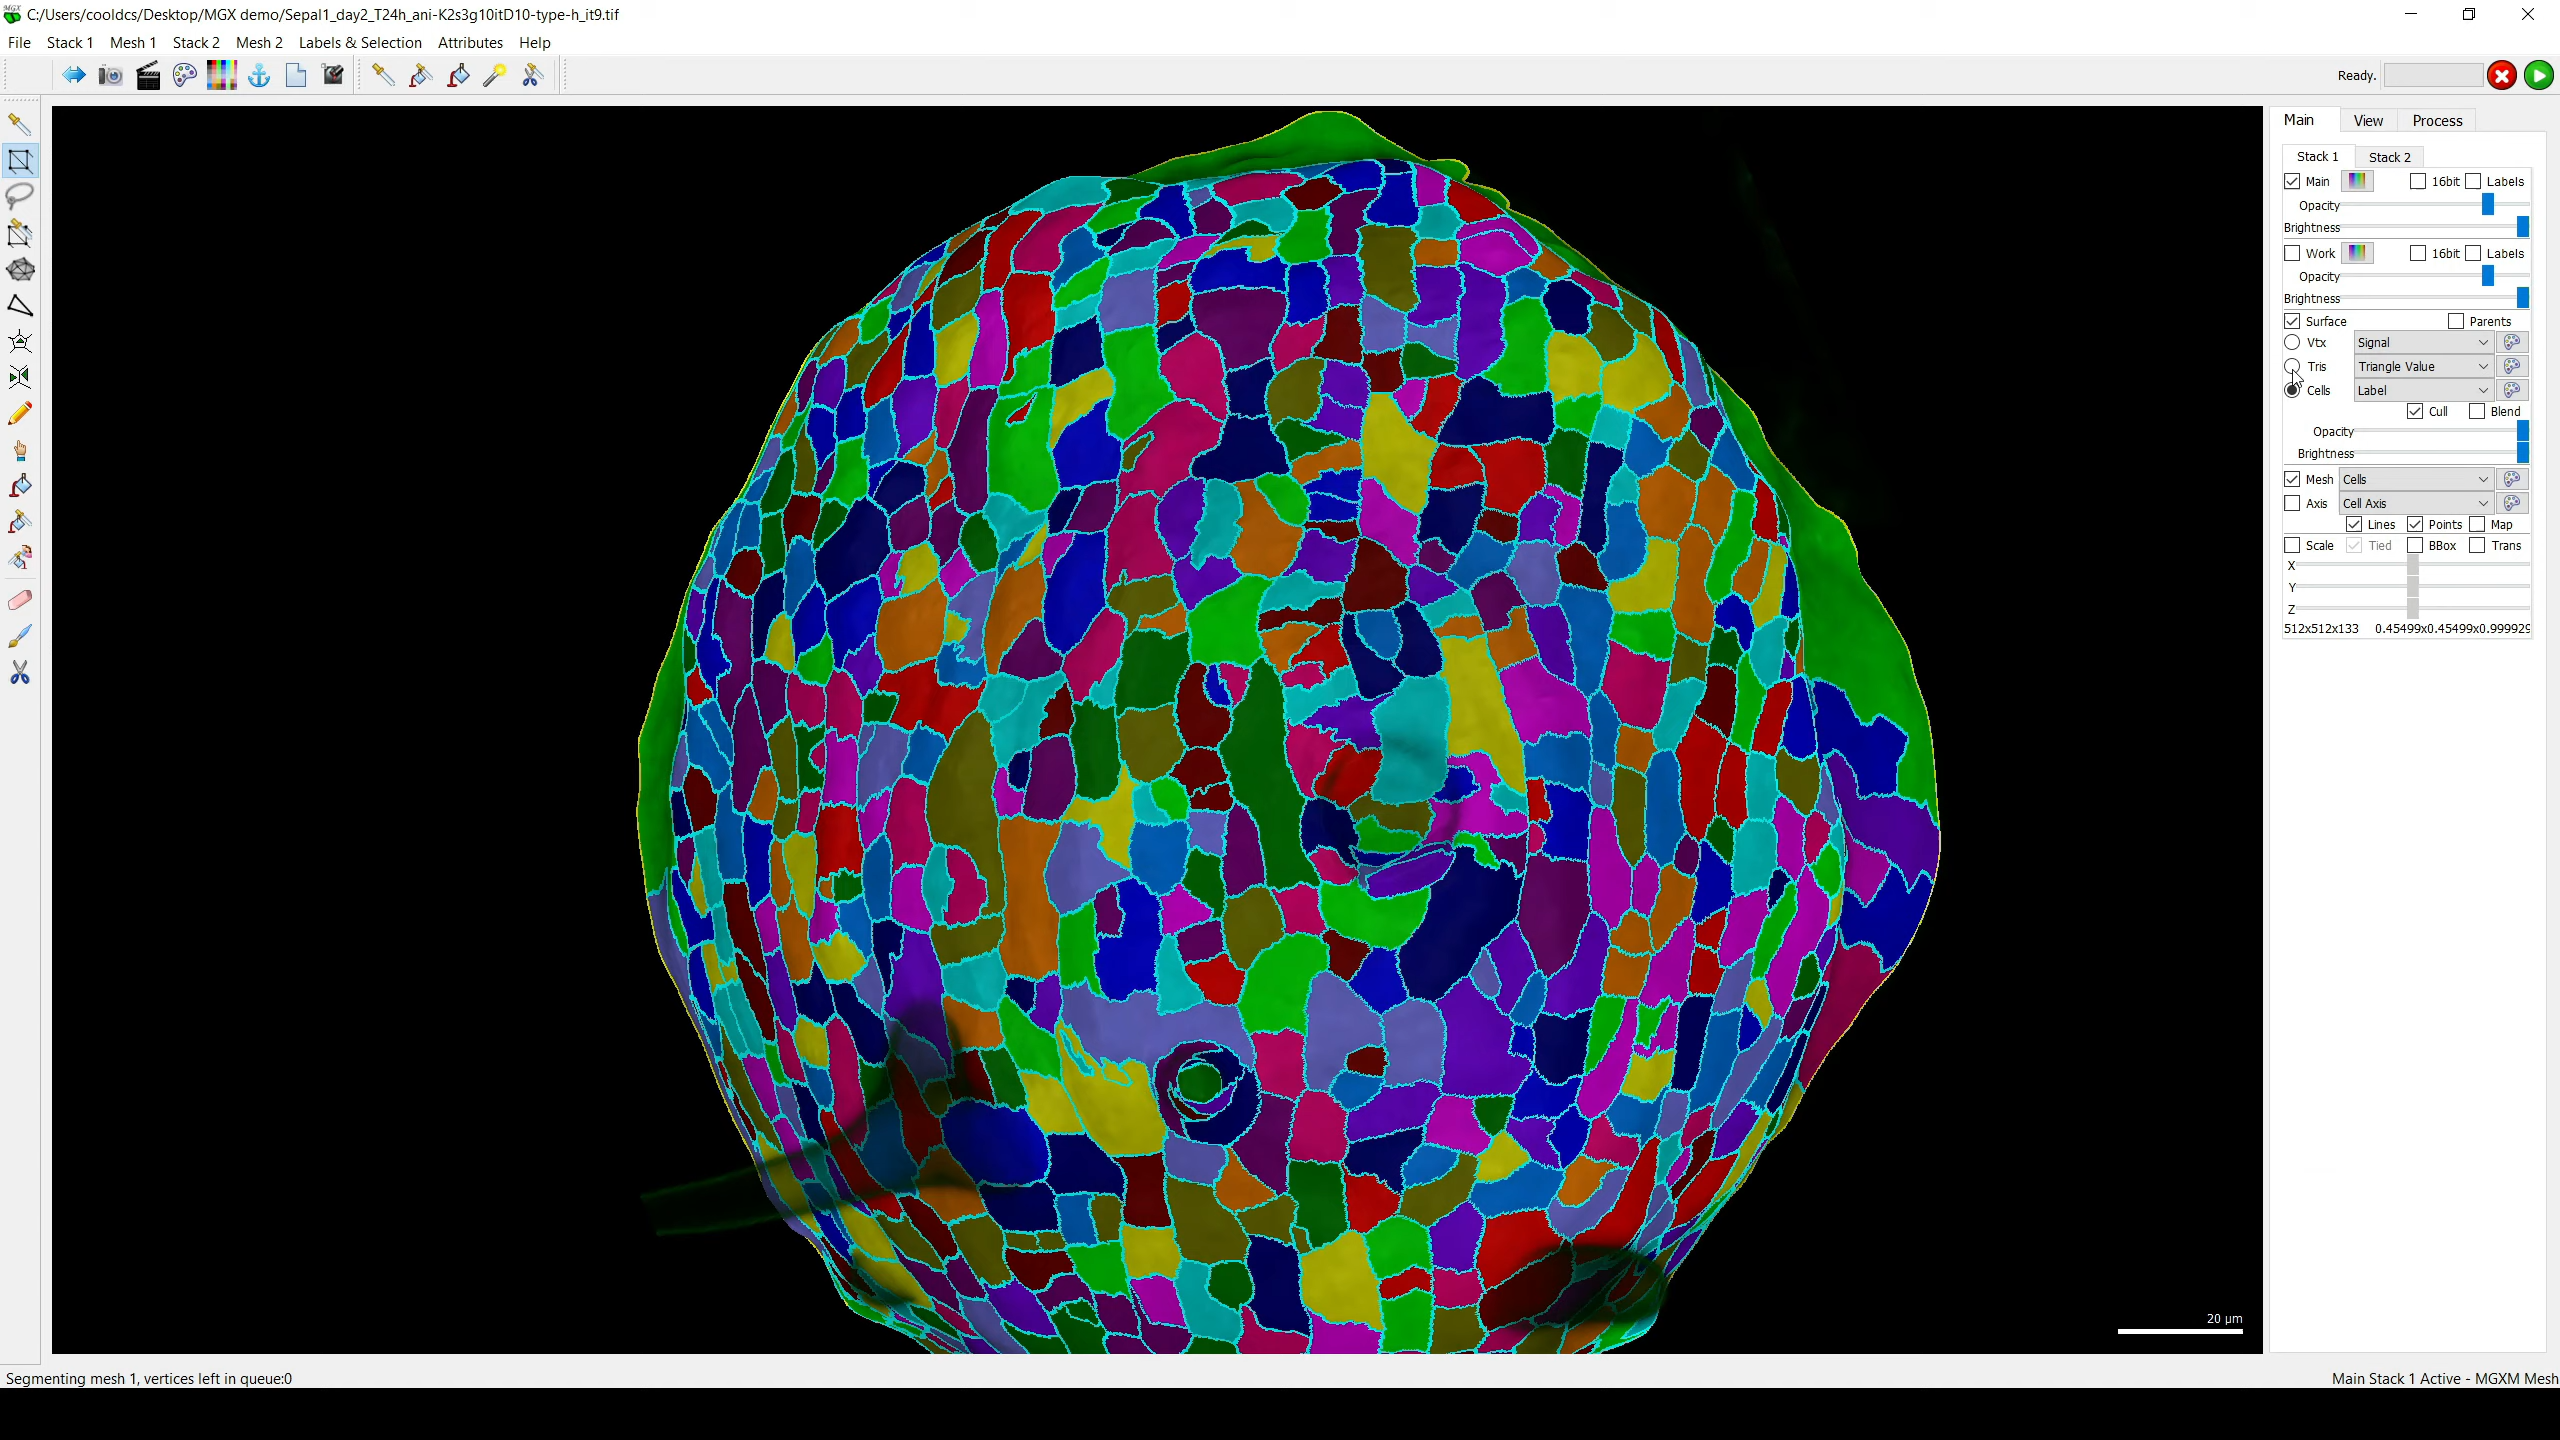 MGX C:/Users/cooldcs/Desktop/MGX demo/Sepal1_day2_T24h_ani-K2s3g10itD10-type-h_it9.tif
File Stack 1 Mesh 1 Stack 2 Mesh 2 Labels & Selection Attributes Help
Ready.
Main View Process
Stack 1 Stack 2
Main 16bit Labels
Opacity
Brightness
Work 16bit Labels
Opacity
Brightness
Surface Parents
Vtx Signal
Tris Triangle Value
Cells Label
Cull Blend
Opacity
Brightness
Mesh Cells
Axis Cell Axis
Lines Points Map
Scale Tied BBox Trans
X
Y
Z
512x512x133 0.45499x0.45499x0.999929
20 µm
Segmenting mesh 1, vertices left in queue:0
Main Stack 1 Active - MGXM Mesh